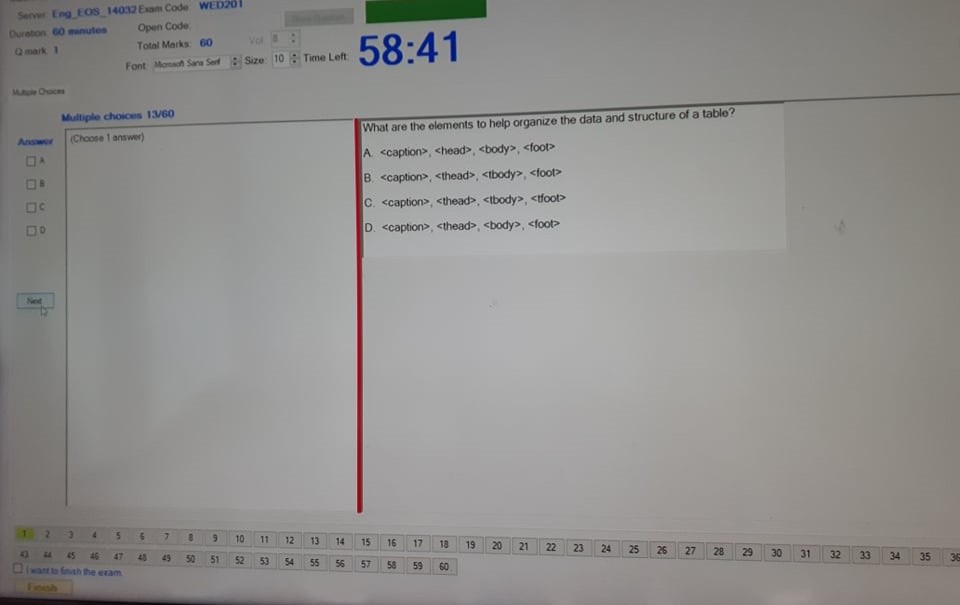 Server: Eng_EOS_14032 Exam Code: WED201
Duration: 60 minutes Open Code:
Q mark: 1 Total Marks: 60 Vol: 8
Font: Microsoft Sans Serif Size: 10 Time Left: 58:41
Multiple Choices
Multiple choices 13/60
Answer (Choose 1 answer)
A
B
C
D
Next
What are the elements to help organize the data and structure of a table?
A. <caption>, <head>, <body>, <foot>
B. <caption>, <thead>, <tbody>, <foot>
C. <caption>, <thead>, <tbody>, <tfoot>
D. <caption>, <thead>, <body>, <foot>
1 2 3 4 5 6 7 8 9 10 11 12 13 14 15 16 17 18 19 20 21 22 23 24 25 26 27 28 29 30 31 32 33 34 35 36
43 44 45 46 47 48 49 50 51 52 53 54 55 56 57 58 59 60
I want to finish the exam.
Finish